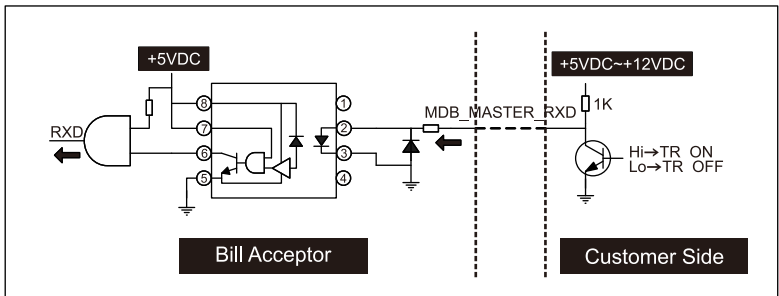 +5VDC
+5VDC~+12VDC
RXD
8
7
6
5
1
2
3
4
MDB_MASTER_RXD
1K
Hi→TR ON
Lo→TR OFF
Bill Acceptor
Customer Side